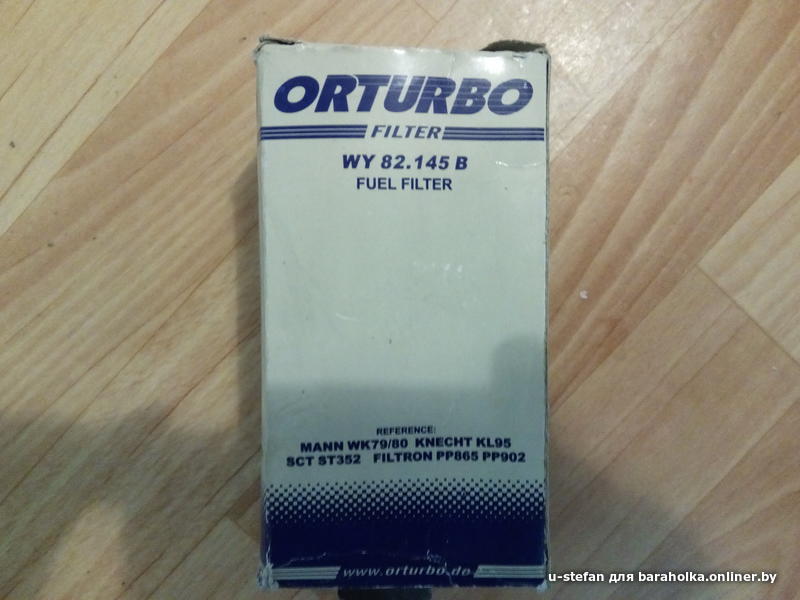 ORTURBO
FILTER
WY 82.145 B
FUEL FILTER
REFERENCE:
MANN WK79/80 KNECHT KL95
SCT ST352 FILTRON PP865 PP902
www.orturbo.de
u-stefan для baraholka.onliner.by